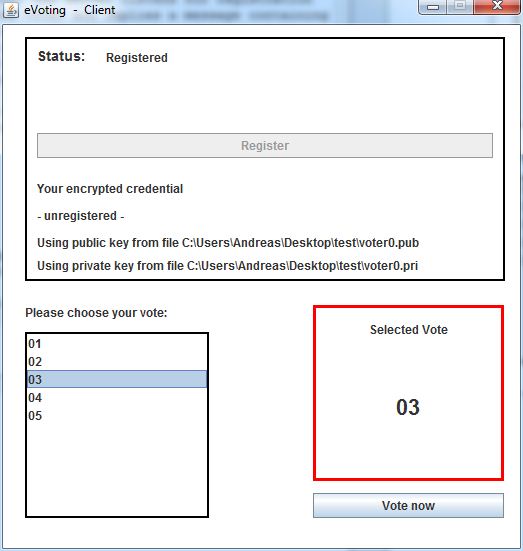 eVoting - Client
Status: Registered
Register
Your encrypted credential
- unregistered -
Using public key from file C:\Users\Andreas\Desktop\test\voter0.pub
Using private key from file C:\Users\Andreas\Desktop\test\voter0.pri
Please choose your vote:
01
02
03
04
05
Selected Vote
03
Vote now